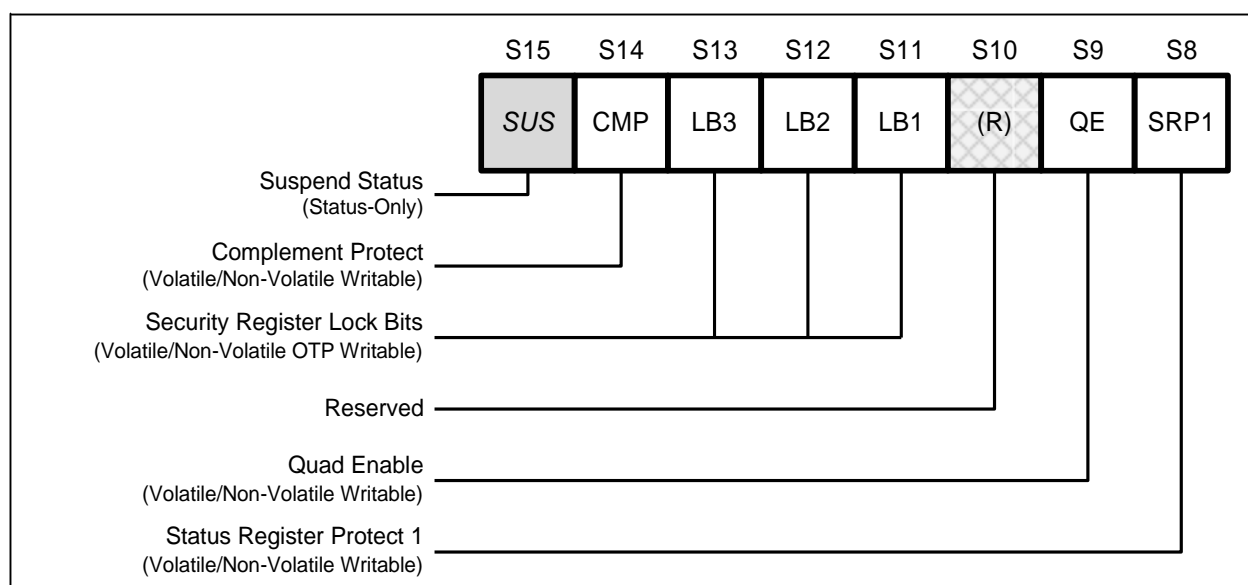 S15 S14 S13 S12 S11 S10 S9 S8
SUS CMP LB3 LB2 LB1 (R) QE SRP1
Suspend Status
(Status-Only)
Complement Protect
(Volatile/Non-Volatile Writable)
Security Register Lock Bits
(Volatile/Non-Volatile OTP Writable)
Reserved
Quad Enable
(Volatile/Non-Volatile Writable)
Status Register Protect 1
(Volatile/Non-Volatile Writable)